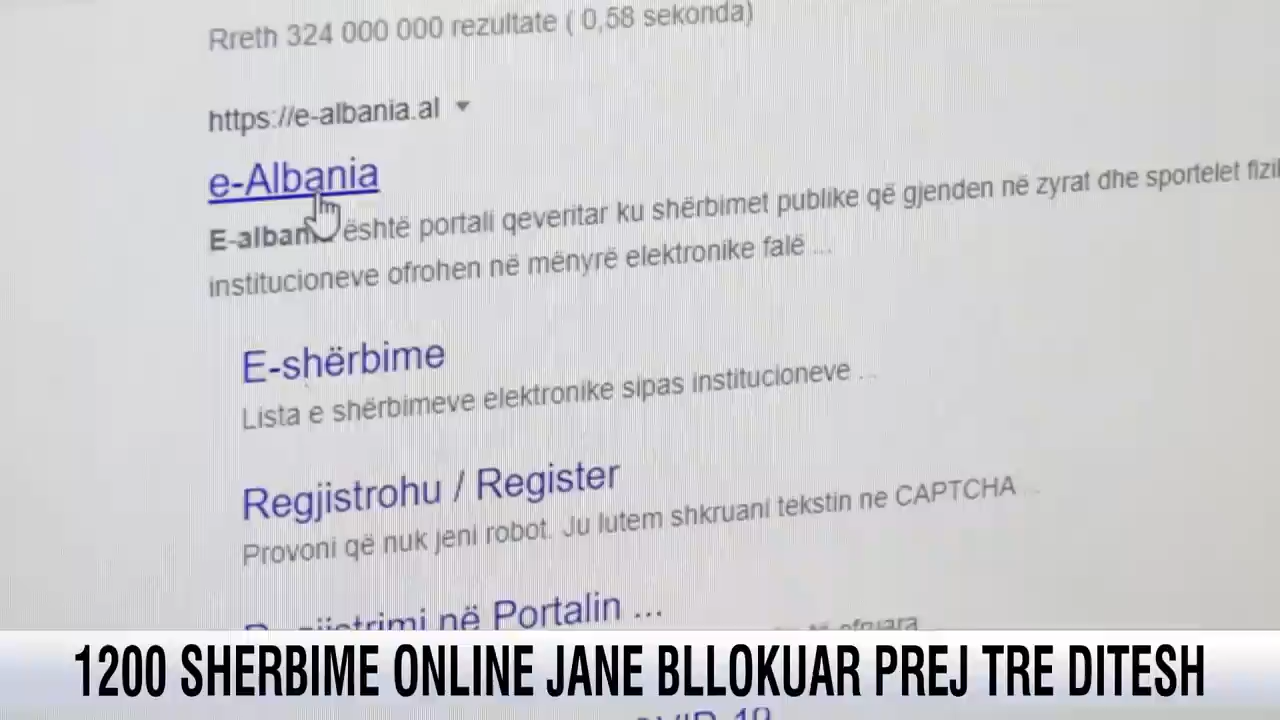 Rreth 324 000 000 rezultate ( 0,58 sekonda)
https://e-albania.al
e-Albania
është portali qeveritar ku shërbimet publike që gjenden në zyrat dhe sportelet
institucioneve ofrohen në mënyrë elektronike falë ...
E-shërbime
Lista e shërbimeve elektronike sipas institucioneve ...
Regjistrohu / Register
Provoni që nuk jeni robot. Ju lutem shkruani tekstin ne CAPTCHA ...
në Portalin ...
1200 SHERBIME ONLINE JANE BLLOKUAR PREJ TRE DITESH